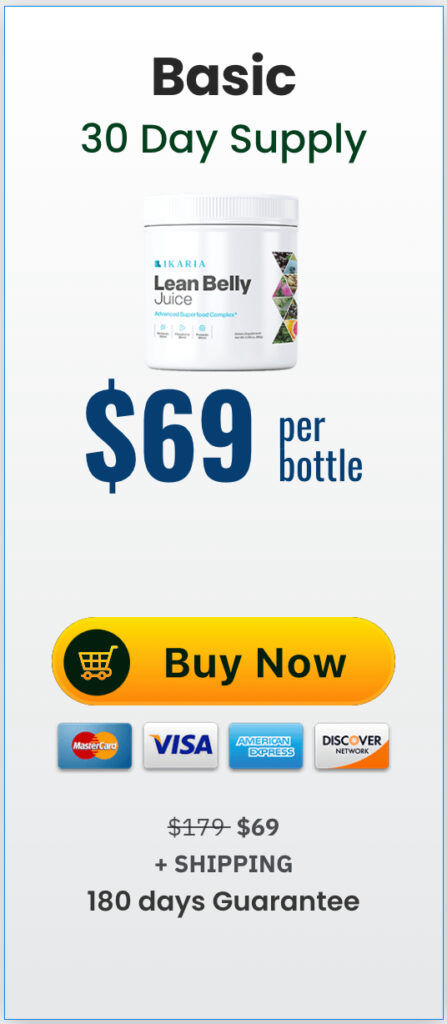 Basic
30 Day Supply
IKARIA
Lean Belly
Juice
Advanced Superfood Complex*
$69
per
bottle
Buy Now
MasterCard
VISA
AMERICAN
EXPRESS
DISCOVER
NETWORK
$179 $69
+ SHIPPING
180 days Guarantee